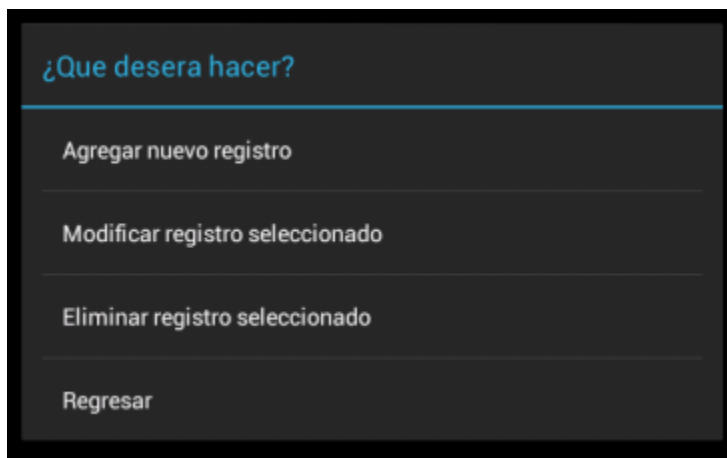 ¿Que desera hacer?
Agregar nuevo registro
Modificar registro seleccionado
Eliminar registro seleccionado
Regresar